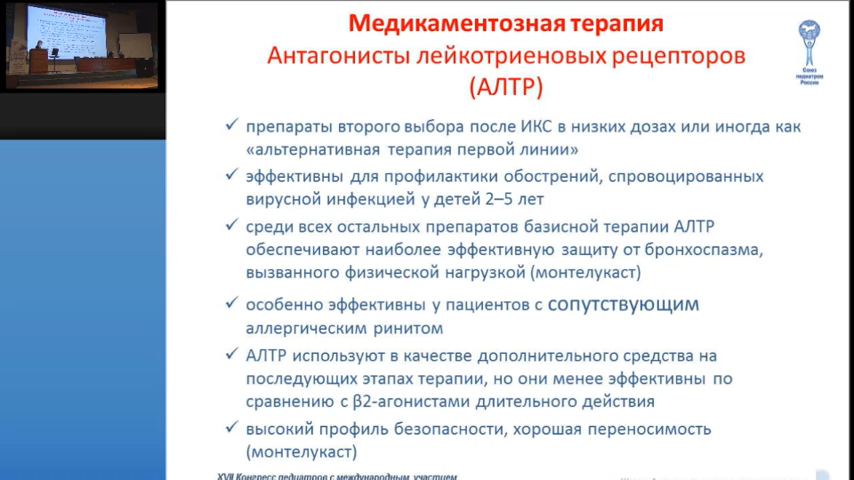 Медикаментозная терапия
Антагонисты лейкотриеновых рецепторов
(АЛТР)
Союз
педиатров
России
✓ препараты второго выбора после ИКС в низких дозах или иногда как
«альтернативная терапия первой линии»
✓ эффективны для профилактики обострений, спровоцированных
вирусной инфекцией у детей 2–5 лет
✓ среди всех остальных препаратов базисной терапии АЛТР
обеспечивают наиболее эффективную защиту от бронхоспазма,
вызванного физической нагрузкой (монтелукаст)
✓ особенно эффективны у пациентов с сопутствующим
аллергическим ринитом
✓ АЛТР используют в качестве дополнительного средства на
последующих этапах терапии, но они менее эффективны по
сравнению с β2-агонистами длительного действия
✓ высокий профиль безопасности, хорошая переносимость
(монтелукаст)
XVII Конгресс педиатров с международным участием